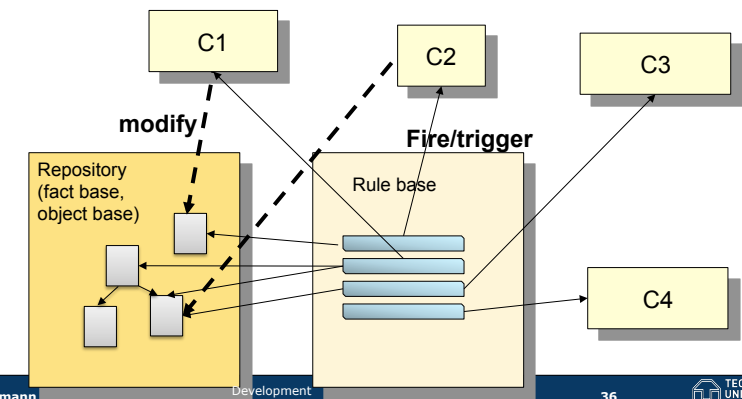 C1
C2
C3
modify
Fire/trigger
Repository
(fact base,
object base)
Rule base
C4
Development
36